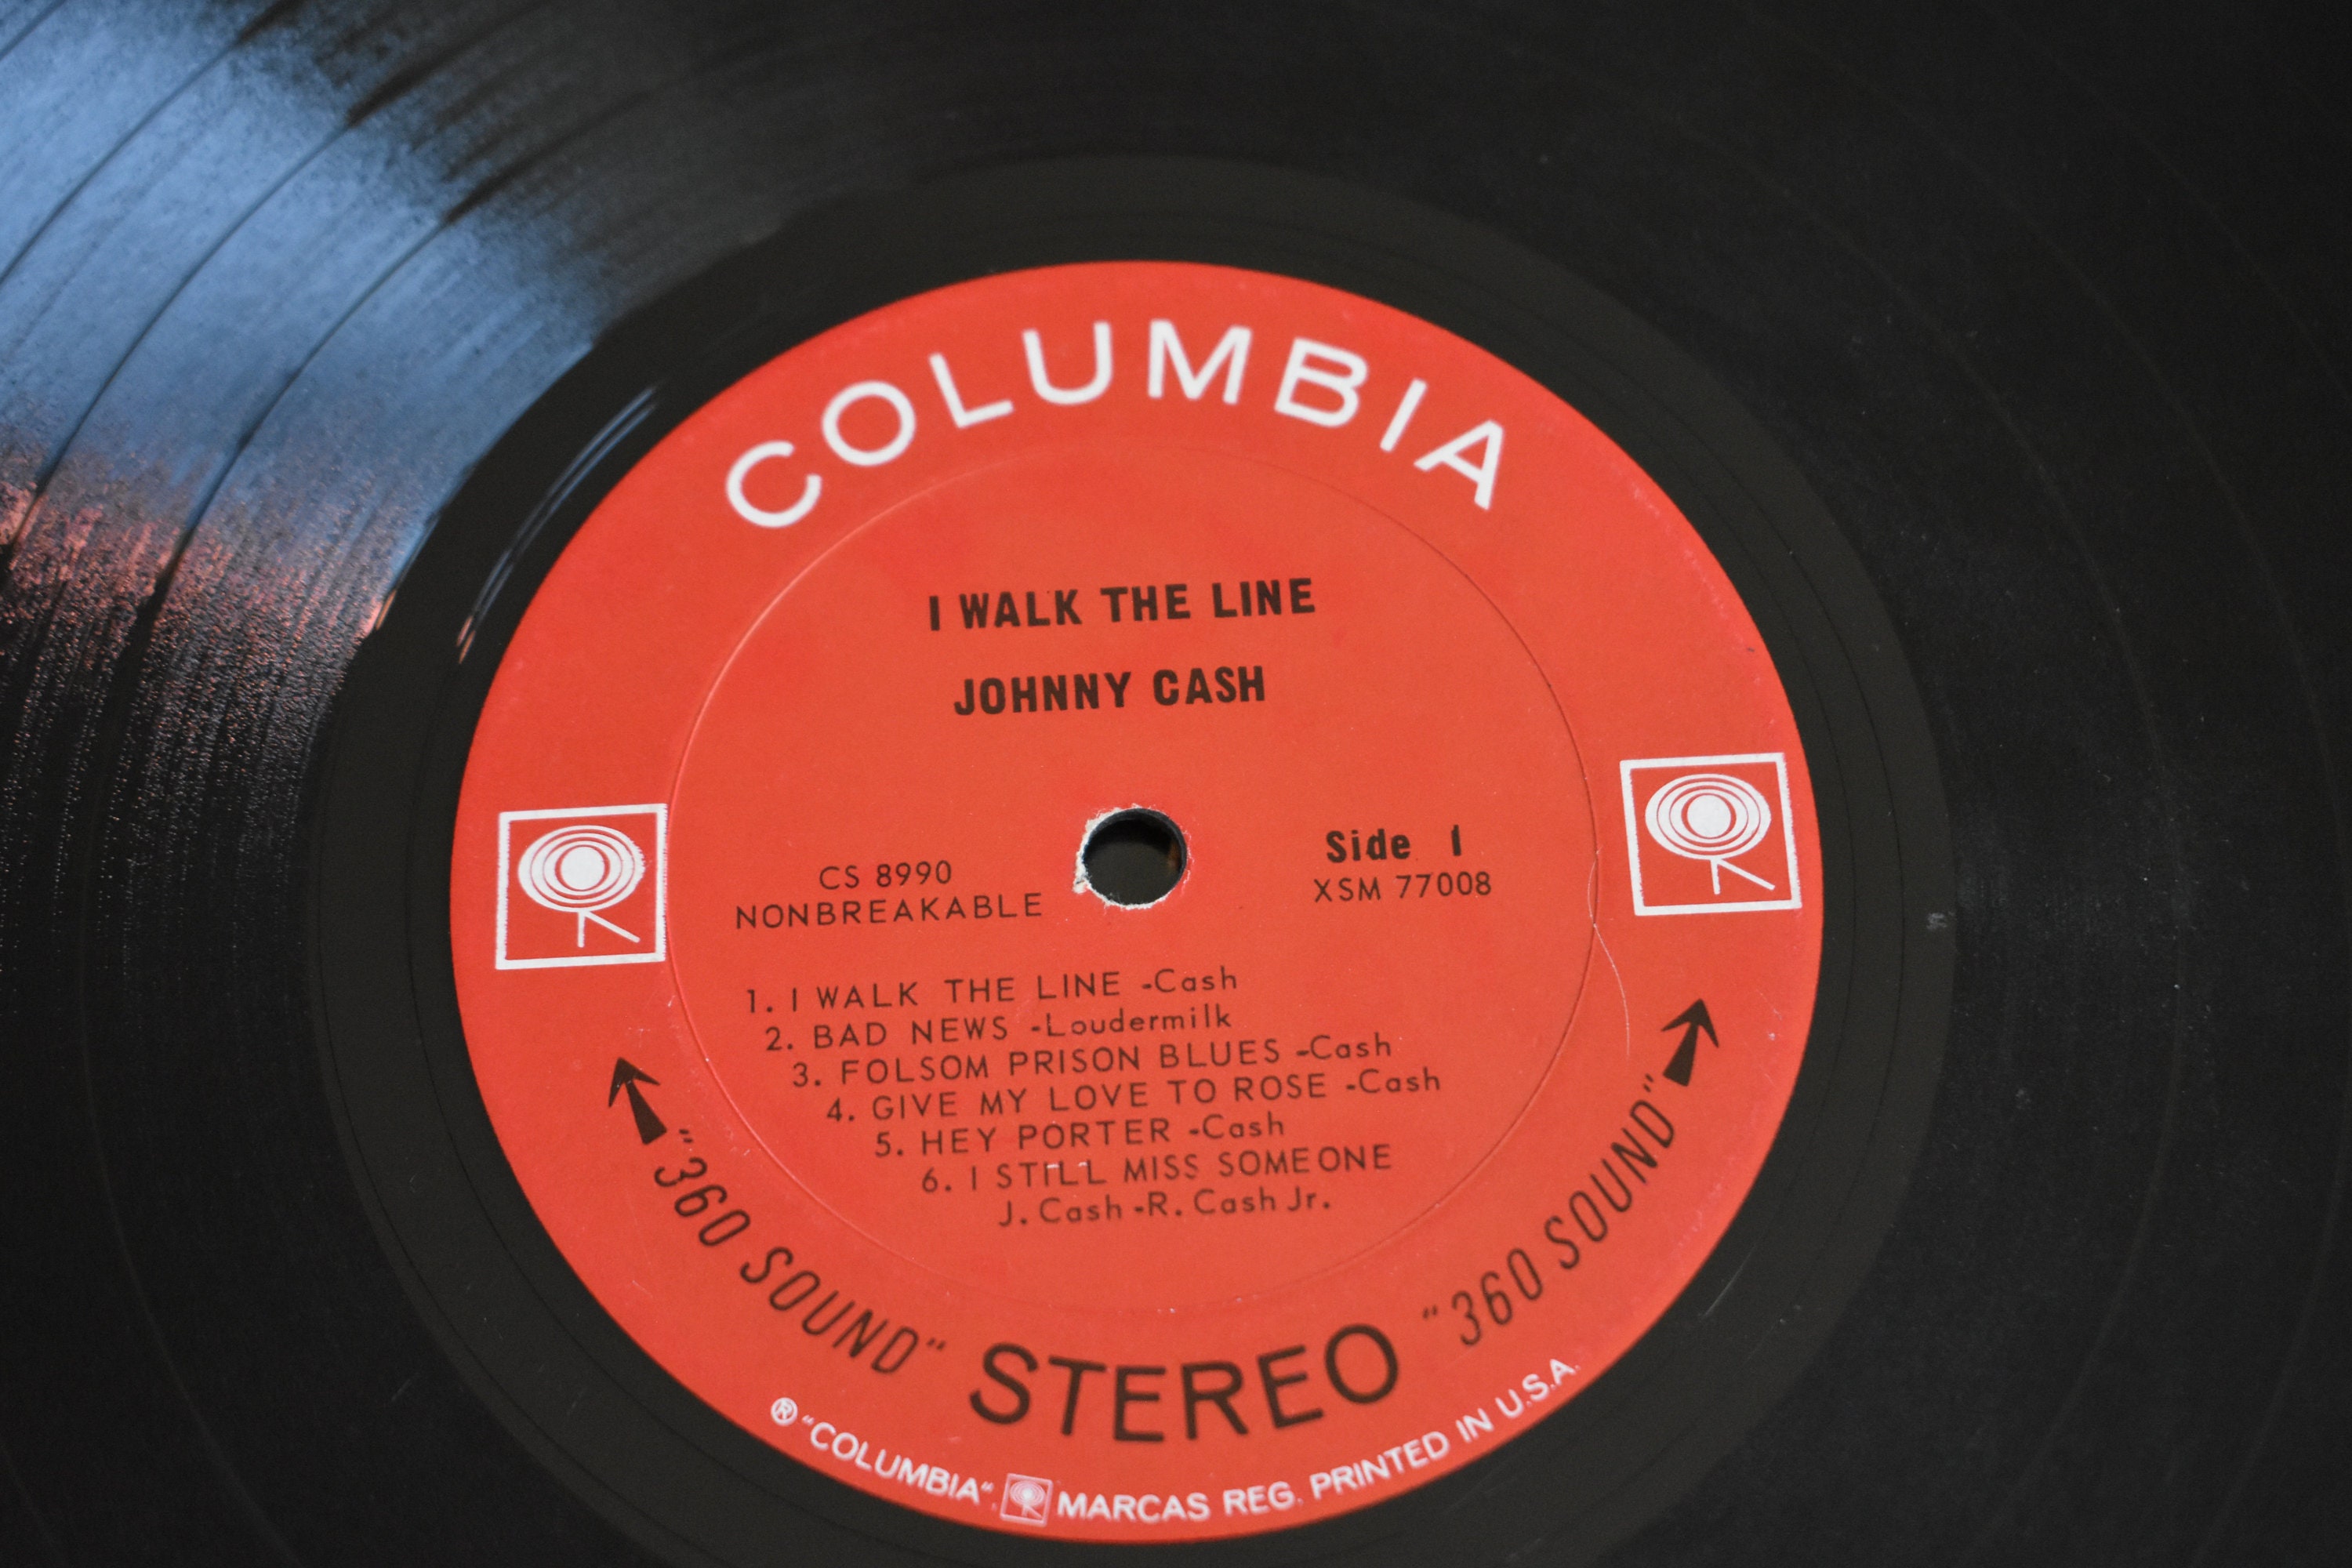 COLUMBIA
I WALK THE LINE
JOHNNY CASH
CS 8990
NONBREAKABLE
Side 1
XSM 77008
1. I WALK THE LINE -Cash
2. BAD NEWS -Loudermilk
3. FOLSOM PRISON BLUES -Cash
4. GIVE MY LOVE TO ROSE -Cash
5. HEY PORTER -Cash
6. I STILL MISS SOMEONE
J. Cash -R. Cash Jr.
"360 SOUND" STEREO "360 SOUND"
® "COLUMBIA", MARCAS REG. PRINTED IN U.S.A.